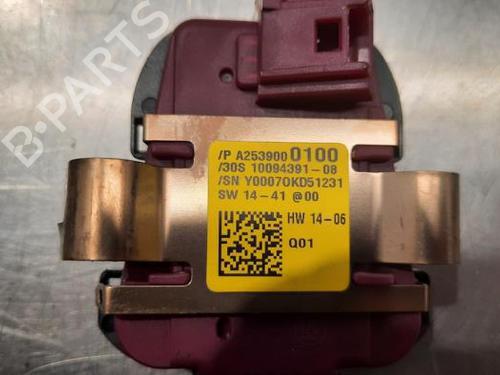 /P A253900 0100
/30S 10094391-08
/SN Y00070KD51231
SW 14-41 @00
HW 14-06
Q01
B-PARTS